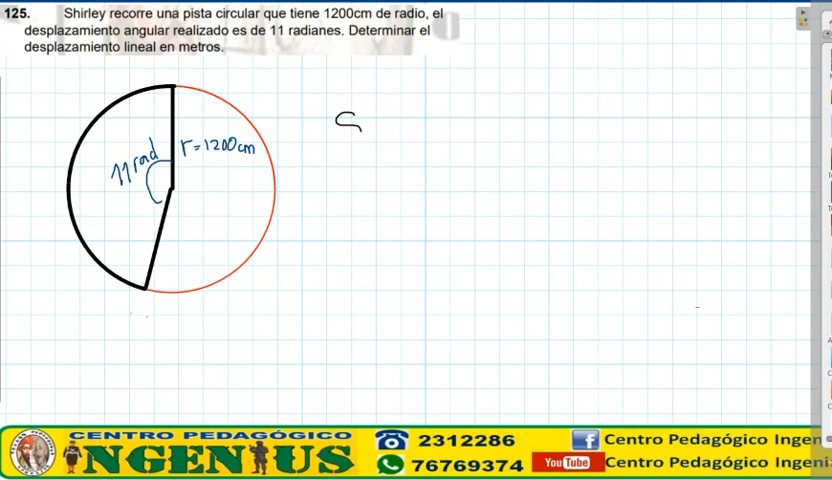 125. Shirley recorre una pista circular que tiene 1200cm de radio, el
desplazamiento angular realizado es de 11 radianes. Determinar el
desplazamiento lineal en metros.
11 rad
r=1200cm
S
CENTRO PEDAGÓGICO
INGENIUS
2312286
76769374
f
Centro Pedagógico Ingen
YouTube
Centro Pedagógico Ingeni